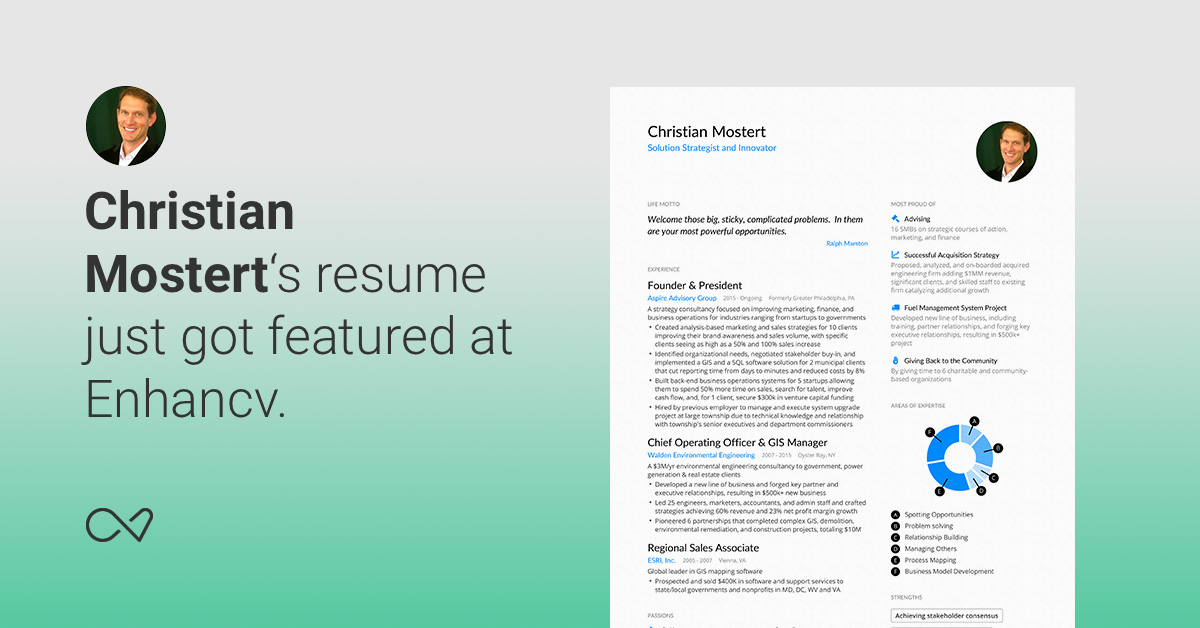 Christian
Mostert‘s resume
just got featured at
Enhancv.
Christian Mostert
Solution Strategist and Innovator
LIFE MOTTO
Welcome those big, sticky, complicated problems. In them
are your most powerful opportunities.
Ralph Marston
EXPERIENCE
Founder & President
Aspire Advisory Group 2015 - Ongoing Formerly Greater Philadelphia, PA
A strategy consultancy focused on improving marketing, finance, and
business operations for industries ranging from startups to governments
• Created analysis-based marketing and sales strategies for 10 clients
improving their brand awareness and sales volume, with specific
clients seeing as high as a 50% and 100% sales increase
• Identified organizational needs, negotiated stakeholder buy-in, and
implemented a GIS and a SQL software solution for 2 municipal clients
that cut reporting time from days to minutes and reduced costs by 8%
• Built back-end business operations systems for 5 startups allowing
them to spend 50% more time on sales, search for talent, improve
cash flow, and, for 1 client, secure $300k in venture capital funding
• Hired by previous employer to manage and execute system upgrade
project at large township due to technical knowledge and relationship
with township's senior executives and department commissioners
Chief Operating Officer & GIS Manager
Walden Environmental Engineering 2007 - 2015 Oyster Bay, NY
A $3M/yr environmental engineering consultancy to government, power
generation & real estate clients
• Developed a new line of business and forged key partner and
executive relationships, resulting in $500k+ new business
• Led 25 engineers, marketers, accountants, and admin staff and crafted
strategies achieving 60% revenue and 23% net profit margin growth
• Pioneered 6 partnerships that completed complex GIS, demolition,
environmental remediation, and construction projects, totaling $10M
Regional Sales Associate
ESRI, Inc. 2005 - 2007 Vienna, VA
Global leader in GIS mapping software
• Prospected and sold $400K in software and support services to
state/local governments and nonprofits in MD, DC, WV and VA.
PASSIONS
MOST PROUD OF
Advising
16 SMBs on strategic courses of action,
marketing, and finance
Successful Acquisition Strategy
Proposed, analyzed, and on-boarded acquired
engineering firm adding $1MM revenue,
significant clients, and skilled staff to existing
firm catalyzing additional growth
Fuel Management System Project
Developed new line of business, including
training, partner relationships, and forging key
executive relationships, resulting in $500k+
project
Giving Back to the Community
By giving time to 6 charitable and community-
based organizations
AREAS OF EXPERTISE
A
B
C
D
E
F
A Spotting Opportunities
B Problem solving
C Relationship Building
D Managing Others
E Process Mapping
F Business Model Development
STRENGTHS
Achieving stakeholder consensus